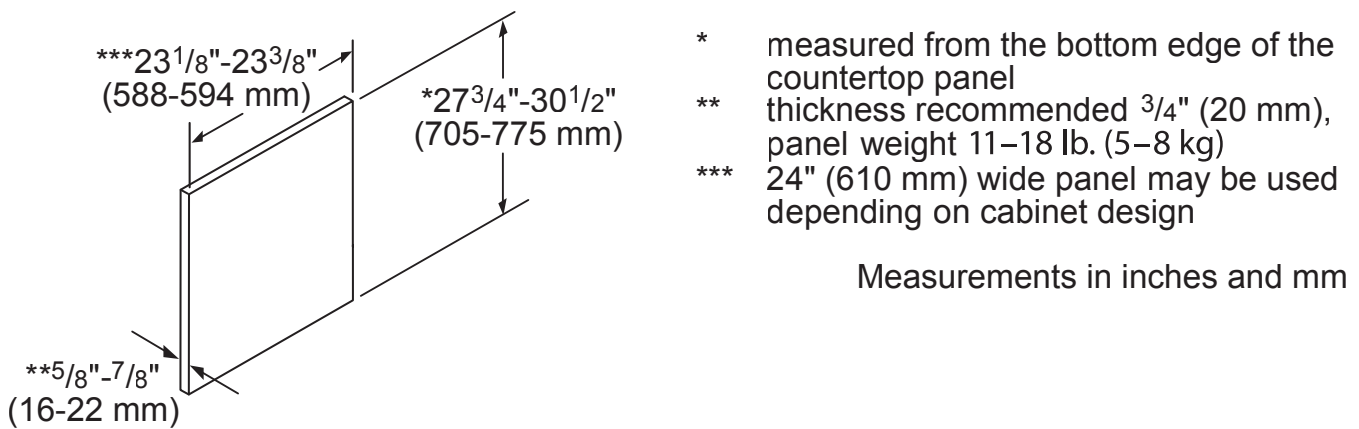 ***23 1/8"-23 3/8"
(588-594 mm)
*27 3/4"-30 1/2"
(705-775 mm)
**5/8"-7/8"
(16-22 mm)
* measured from the bottom edge of the
countertop panel
** thickness recommended 3/4" (20 mm),
panel weight 11–18 lb. (5–8 kg)
*** 24" (610 mm) wide panel may be used
depending on cabinet design
Measurements in inches and mm